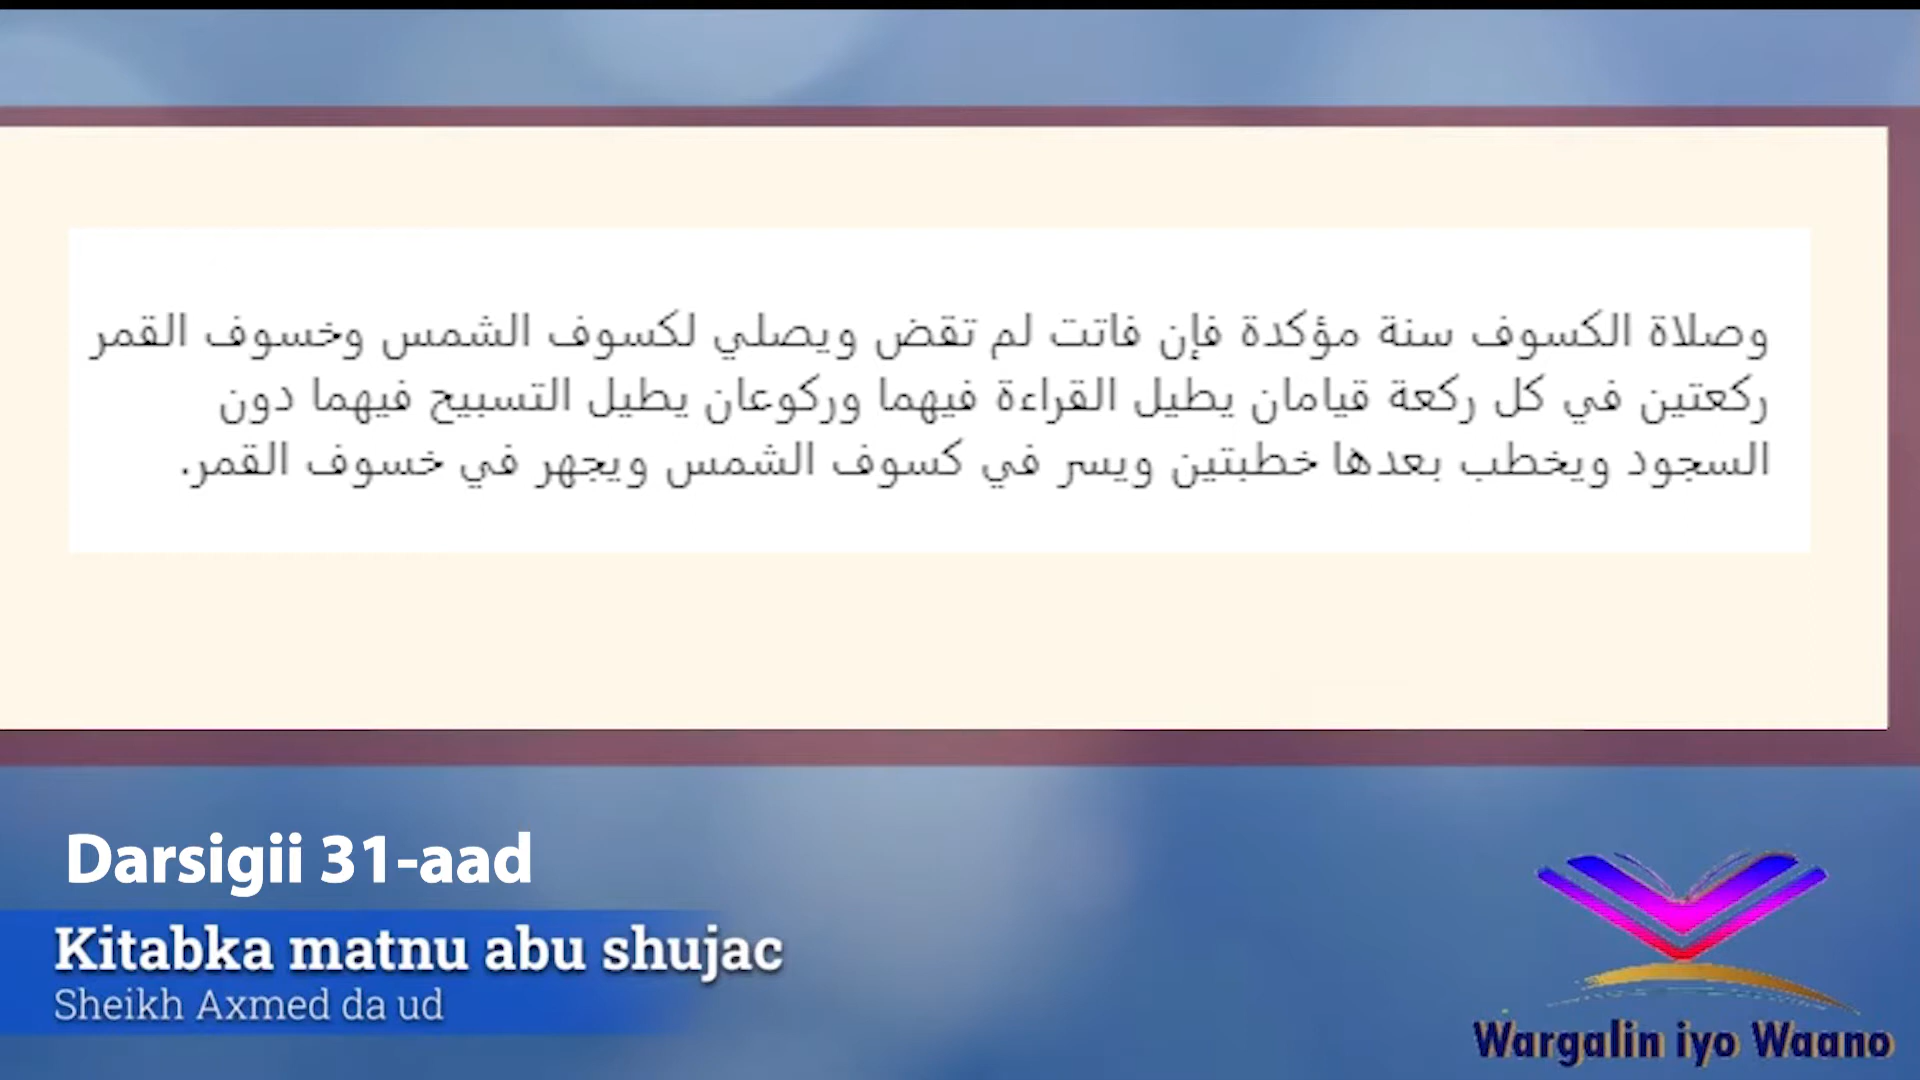 وصلاة الكسوف سنة مؤكدة فإن فاتت لم تقض ويصلي لكسوف الشمس وخسوف القمر
ركعتين في كل ركعة قيامان يطيل القراءة فيهما وركوعان يطيل التسبيح فيهما دون
السجود ويخطب بعدها خطبتين ويسر في كسوف الشمس ويجهر في خسوف القمر.
Darsigii 31-aad
Kitabka matnu abu shujac
Sheikh Axmed da ud
Wargalin iyo Waano